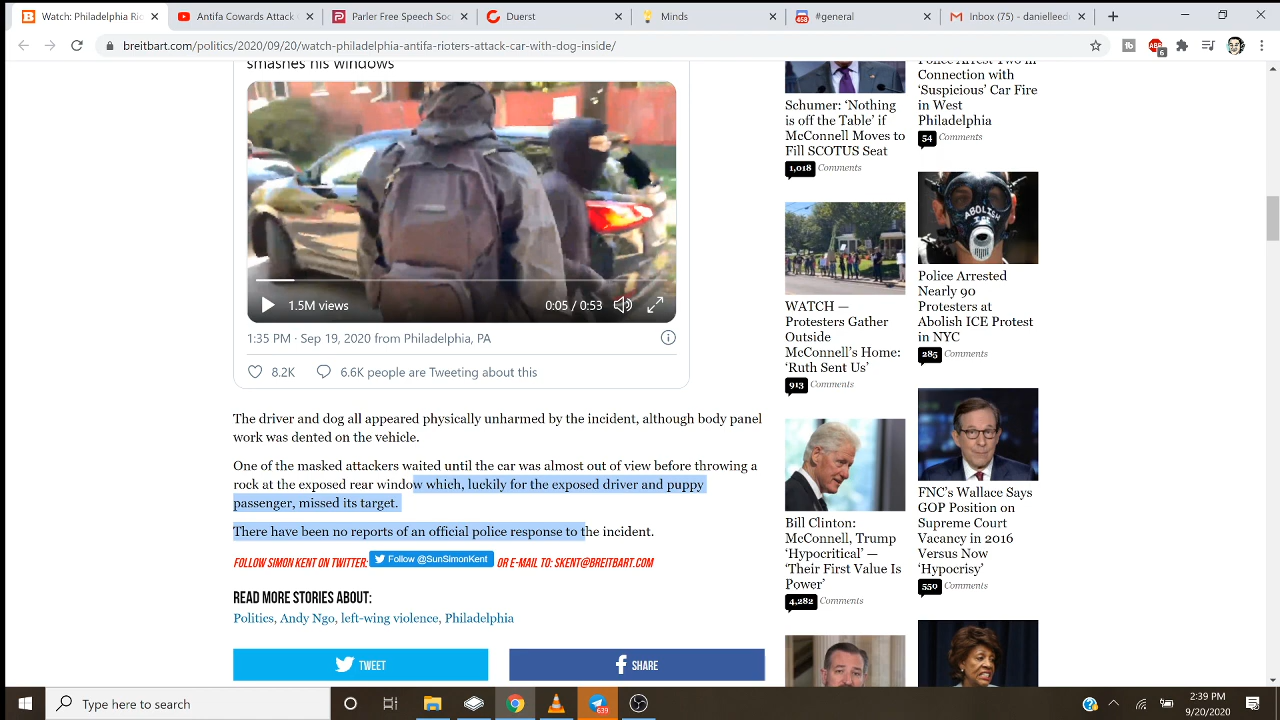 Watch: Philadelphia Rio
Antifa Cowards Attack
Parler Free Speech Soc
Duerst
Minds
#general
458
Inbox (75) - danielleed
breitbart.com/politics/2020/09/20/watch-philadelphia-antifa-rioters-attack-car-with-dog-inside/
tb
ABP
6
smashes his windows
1.5M views
0:05 / 0:53
1:35 PM · Sep 19, 2020 from Philadelphia, PA
8.2K
6.6K people are Tweeting about this
The driver and dog all appeared physically unharmed by the incident, although body panel
work was dented on the vehicle.
One of the masked attackers waited until the car was almost out of view before throwing a
rock at the exposed rear window which, luckily for the exposed driver and puppy
passenger, missed its target.
There have been no reports of an official police response to the incident.
FOLLOW SIMON KENT ON TWITTER: Follow @SunSimonKent OR E-MAIL TO: SKENT@BREITBART.COM
READ MORE STORIES ABOUT:
Politics, Andy Ngo, left-wing violence, Philadelphia
TWEET
SHARE
Schumer: ‘Nothing
is off the Table’ if
McConnell Moves to
Fill SCOTUS Seat
1,018 Comments
WATCH —
Protesters Gather
Outside
McConnell’s Home:
‘Ruth Sent Us’
913 Comments
Bill Clinton:
McConnell, Trump
‘Hypocritical’ —
‘Their First Value Is
Power’
4,282 Comments
Police Arrest Two in
Connection with
‘Suspicious’ Car Fire
in West
Philadelphia
54 Comments
ABOLISH
ICE
Police Arrested
Nearly 90
Protesters at
Abolish ICE Protest
in NYC
285 Comments
FNC’s Wallace Says
GOP Position on
Supreme Court
Vacancy in 2016
Versus Now
‘Hypocrisy’
550 Comments
Type here to search
639
2:39 PM
9/20/2020